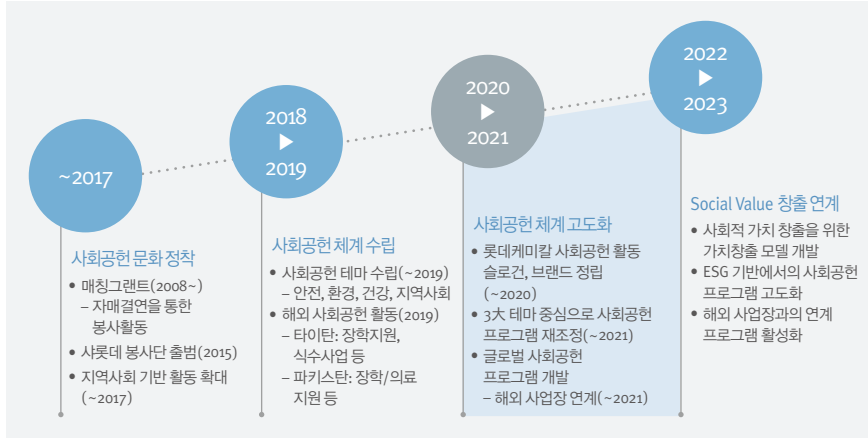 ~2017
사회공헌 문화 정착
• 매칭그랜트(2008~)
– 자매결연을 통한
봉사활동
• 샤롯데 봉사단 출범(2015)
• 지역사회 기반 활동 확대
(~2017)
2018
▶
2019
사회공헌 체계 수립
• 사회공헌 테마 수립(~2019)
– 안전, 환경, 건강, 지역사회
• 해외 사회공헌 활동(2019)
– 타이탄: 장학지원,
식수사업 등
– 파키스탄: 장학/의료
지원 등
2020
▶
2021
사회공헌 체계 고도화
• 롯데케미칼 사회공헌 활동
슬로건, 브랜드 정립
(~2020)
• 3大 테마 중심으로 사회공헌
프로그램 재조정(~2021)
• 글로벌 사회공헌
프로그램 개발
– 해외 사업장 연계(~2021)
2022
▶
2023
Social Value 창출 연계
• 사회적 가치 창출을 위한
가치창출 모델 개발
• ESG 기반에서의 사회공헌
프로그램 고도화
• 해외 사업장과의 연계
프로그램 활성화